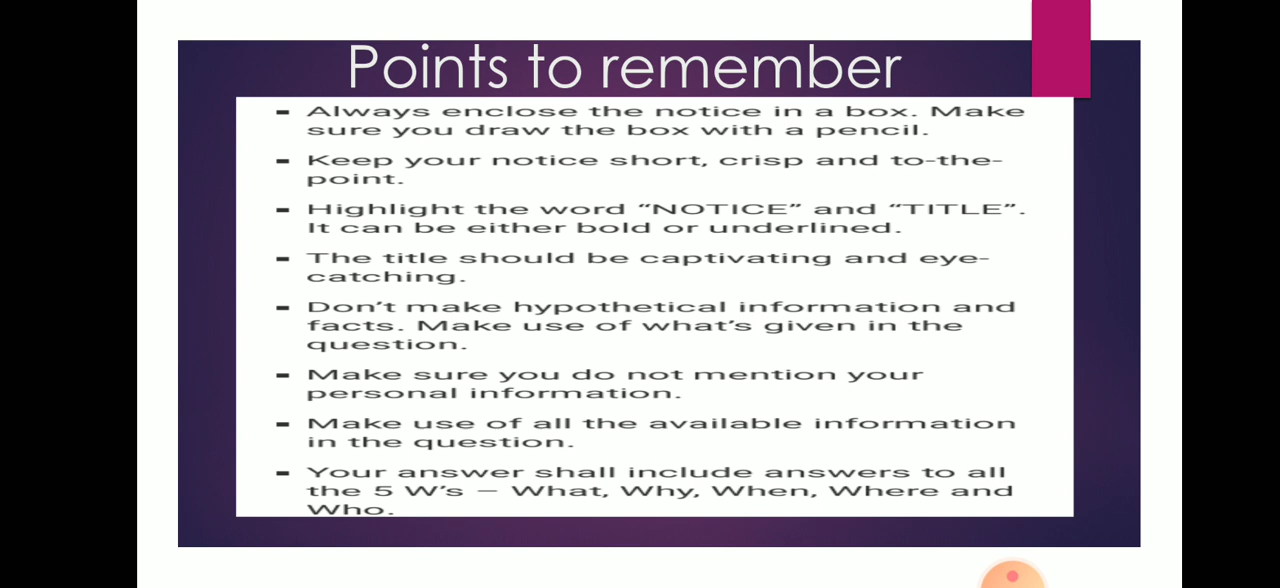 Points to remember
- Always enclose the notice in a box. Make
sure you draw the box with a pencil.
- Keep your notice short, crisp and to-the-
point.
- Highlight the word “NOTICE” and “TITLE”.
It can be either bold or underlined.
- The title should be captivating and eye-
catching.
- Don’t make hypothetical information and
facts. Make use of what’s given in the
question.
- Make sure you do not mention your
personal information.
- Make use of all the available information
in the question.
- Your answer shall include answers to all
the 5 W’s – What, Why, When, Where and
Who.